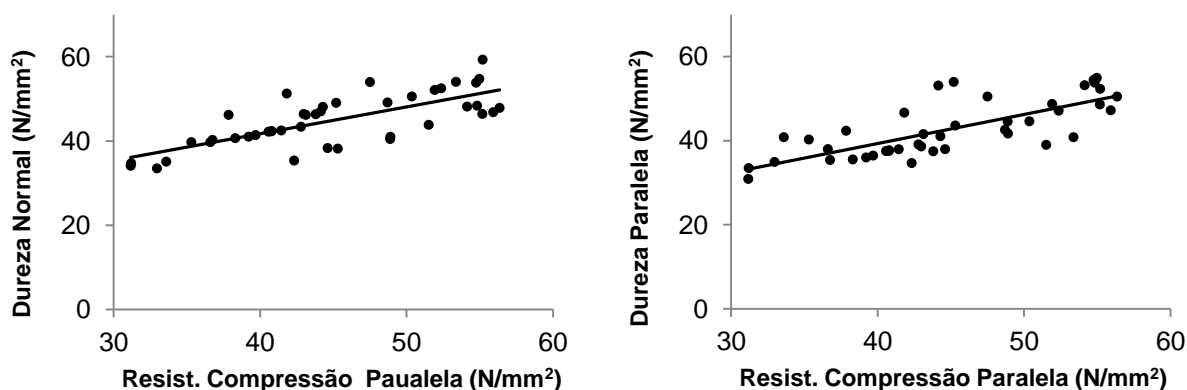 Dureza Normal (N/mm²)
60
40
20
0
30 40 50 60
Resist. Compressão Paualela (N/mm²)
Dureza Paralela (N/mm²)
60
40
20
0
30 40 50 60
Resist. Compressão Paralela (N/mm²)